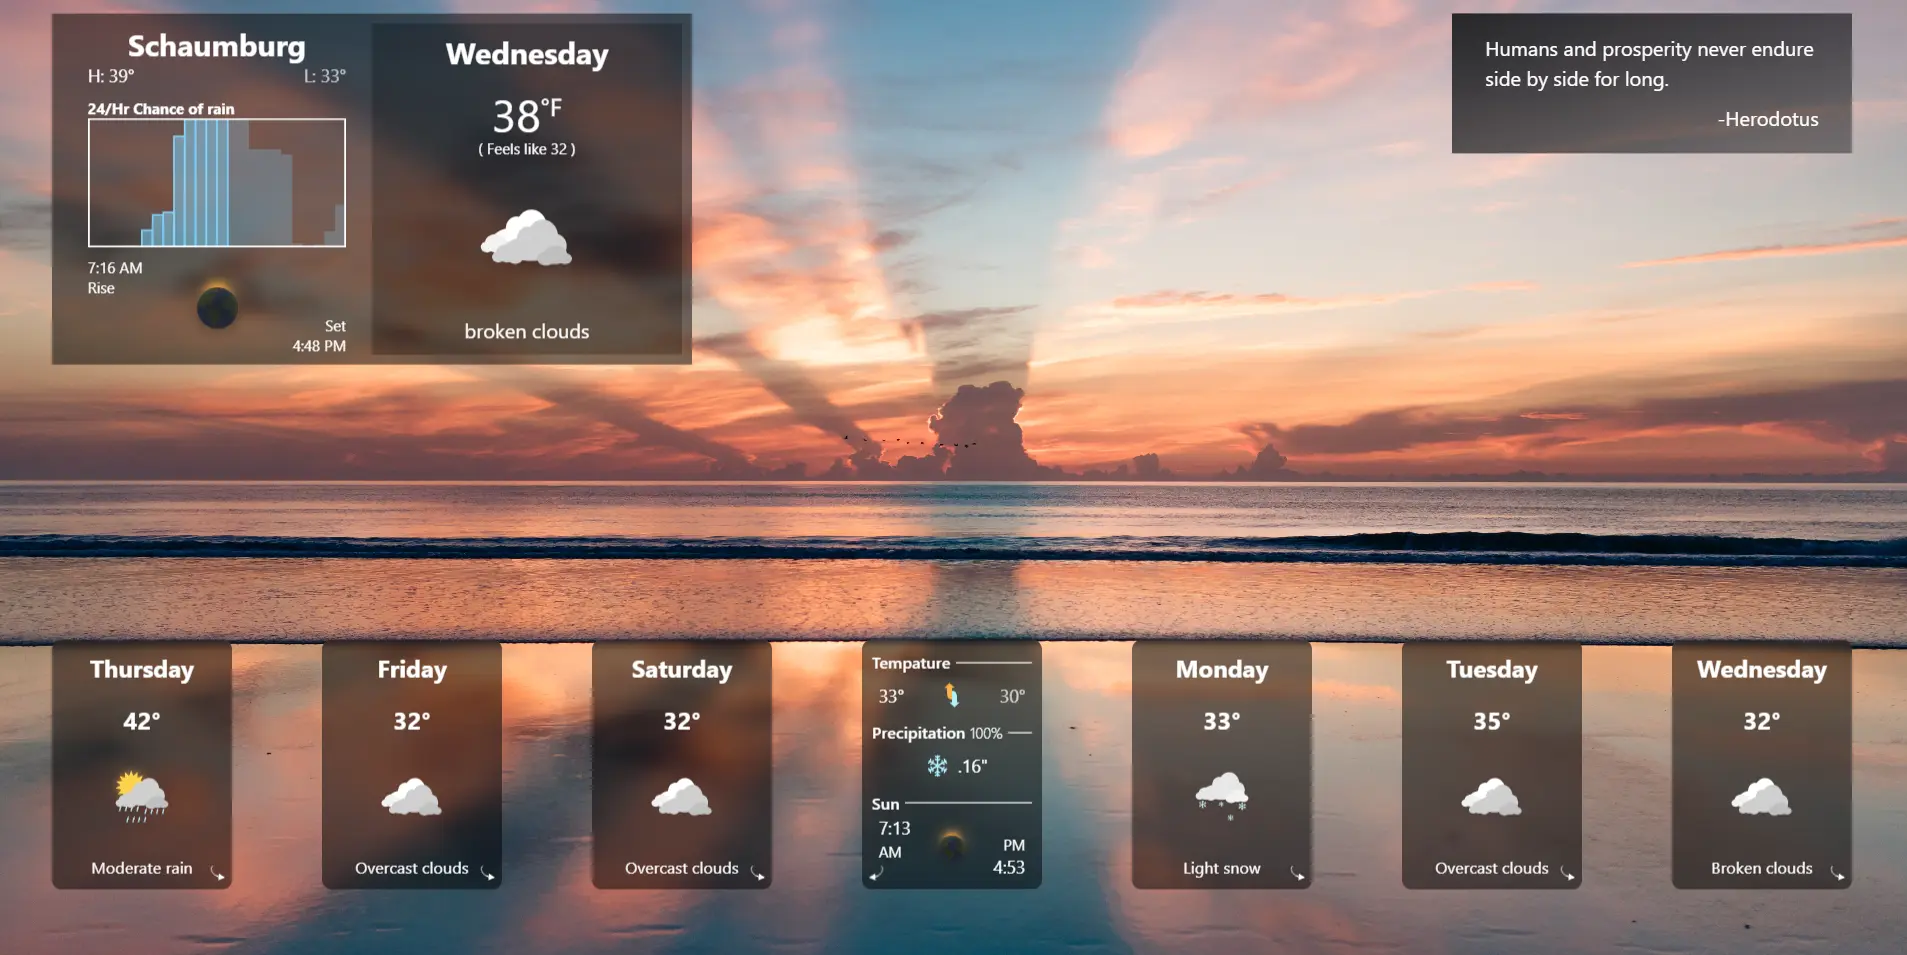 Schaumburg
H: 39° L: 33°
24/Hr Chance of rain
7:16 AM
Rise
Set
4:48 PM
Wednesday
38°F
( Feels like 32 )
broken clouds
Humans and prosperity never endure
side by side for long.
-Herodotus
Thursday
42°
Moderate rain
Friday
32°
Overcast clouds
Saturday
32°
Overcast clouds
Tempature
33° 30°
Precipitation 100%
.16"
Sun
7:13
AM
PM
4:53
Monday
33°
Light snow
Tuesday
35°
Overcast clouds
Wednesday
32°
Broken clouds